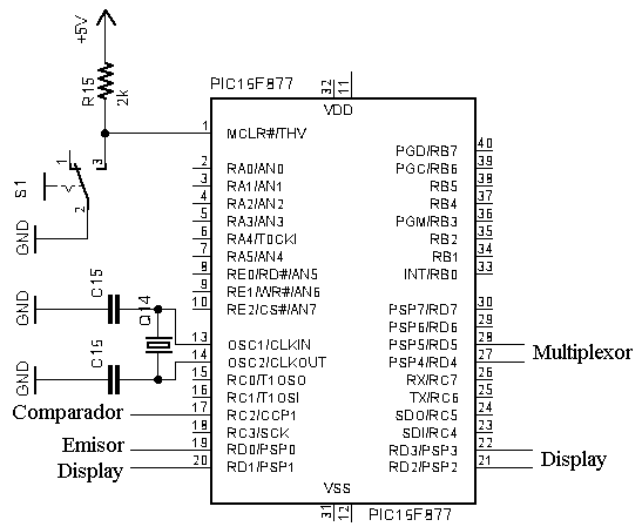 +5V
R15
2k
PIC16F877
32
11
VDD
1
MCLR#/THV
S1
1
3
2
GND
2
RA0/AN0
3
RA1/AN1
4
RA2/AN2
5
RA3/AN3
6
RA4/T0CKI
7
RA5/AN4
8
RE0/RD#/AN5
9
RE1/WR#/AN6
10
RE2/CS#/AN7
GND
C15
Q14
13
OSC1/CLKIN
14
OSC2/CLKOUT
GND
C16
15
RC0/T1OSO
16
RC1/T1OSI
Comparador
17
RC2/CCP1
18
RC3/SCK
Emisor
19
RD0/PSP0
Display
20
RD1/PSP1
PGD/RB7
40
PGC/RB6
39
RB5
38
RB4
37
PGM/RB3
36
RB2
35
RB1
34
INT/RB0
33
PSP7/RD7
30
PSP6/RD6
29
PSP5/RD5
28
PSP4/RD4
27
Multiplexor
RX/RC7
26
TX/RC6
25
SDO/RC5
24
SDI/RC4
23
RD3/PSP3
22
RD2/PSP2
21
Display
VSS
31
12
PIC16F877